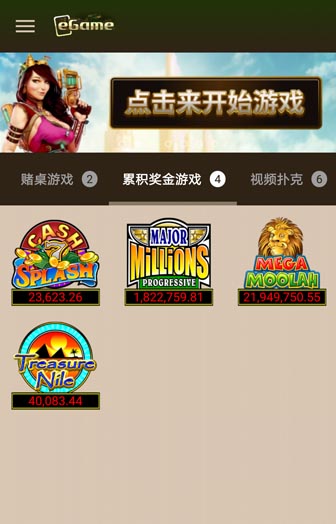 eGame
点击来开始游戏
赌桌游戏 2
累积奖金游戏 4
视频扑克 6
CASH
SPLASH
23,623.26
MAJOR
MILLIONS
PROGRESSIVE
1,822,759.81
MEGA
MOOLAH
21,949,750.55
Treasure
Nile
40,083.44